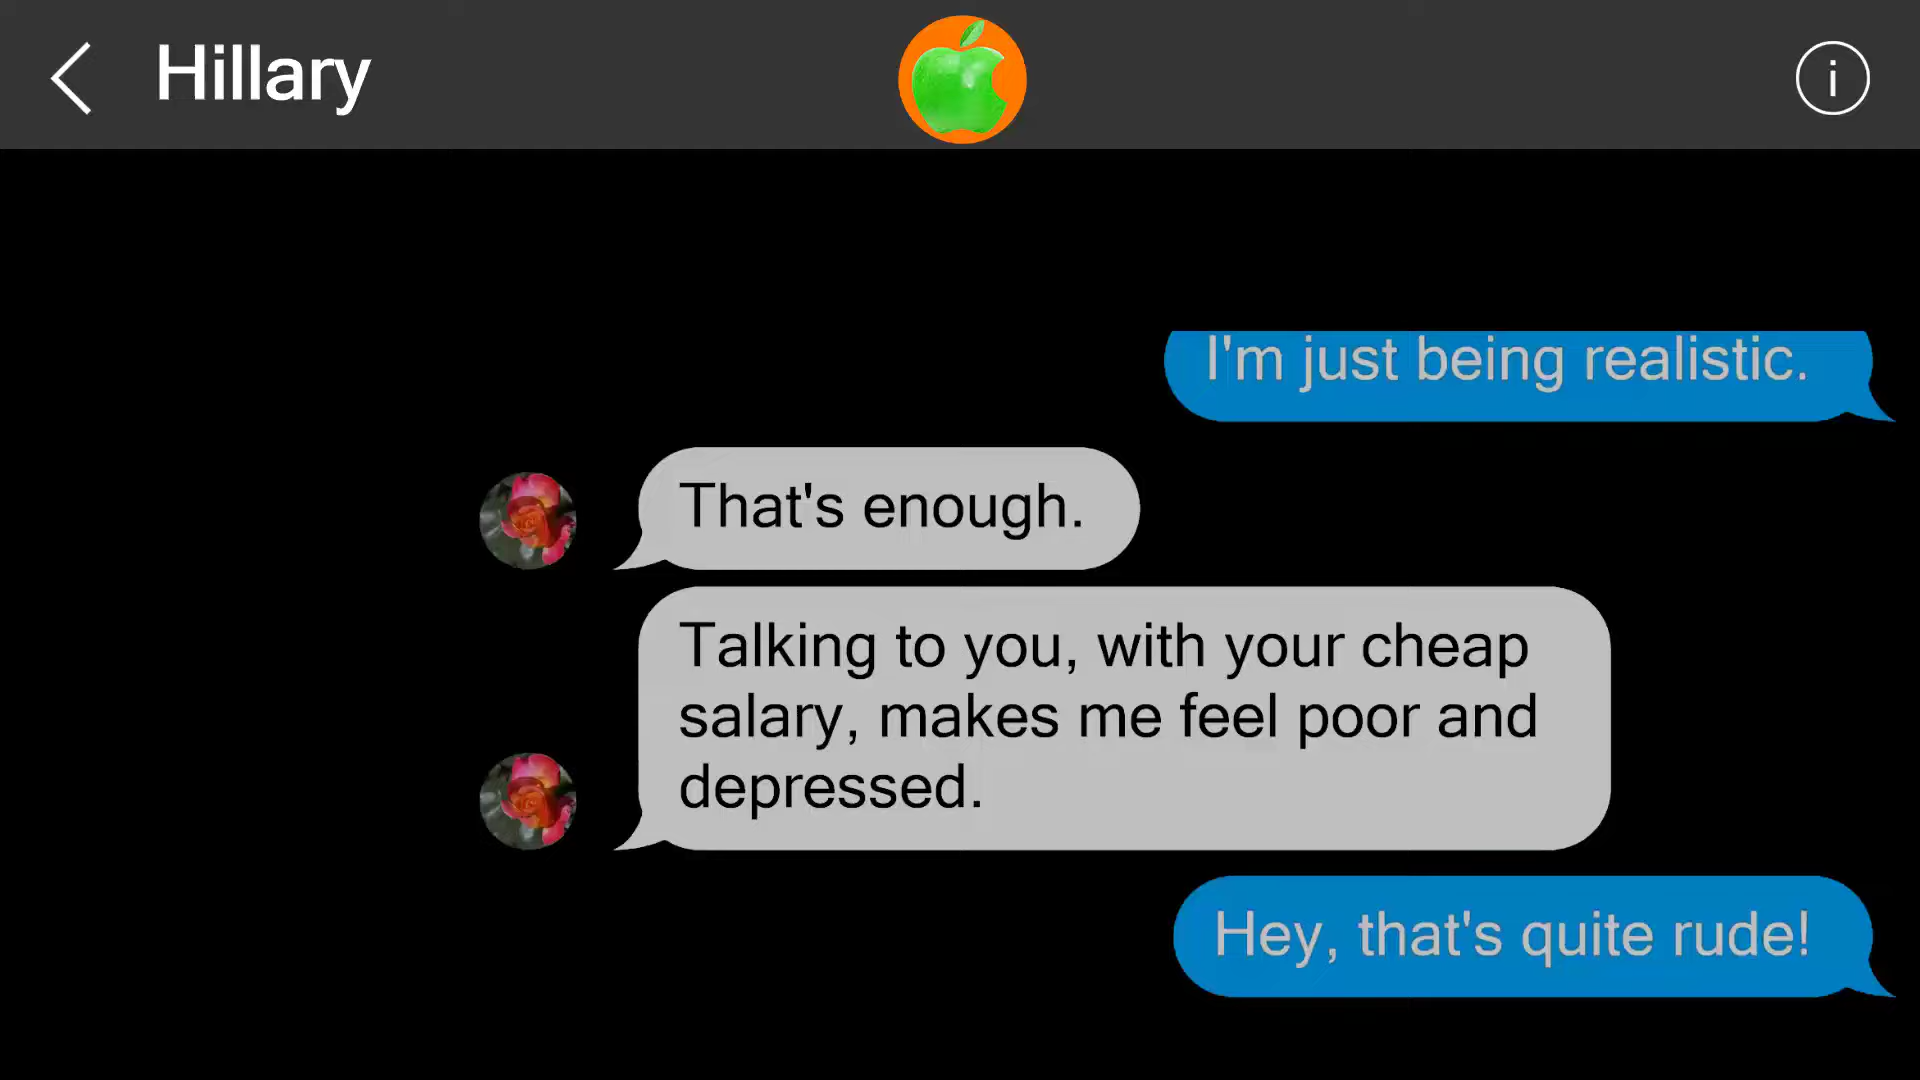 Hillary
i
I'm just being realistic.
That's enough.
Talking to you, with your cheap
salary, makes me feel poor and
depressed.
Hey, that's quite rude!